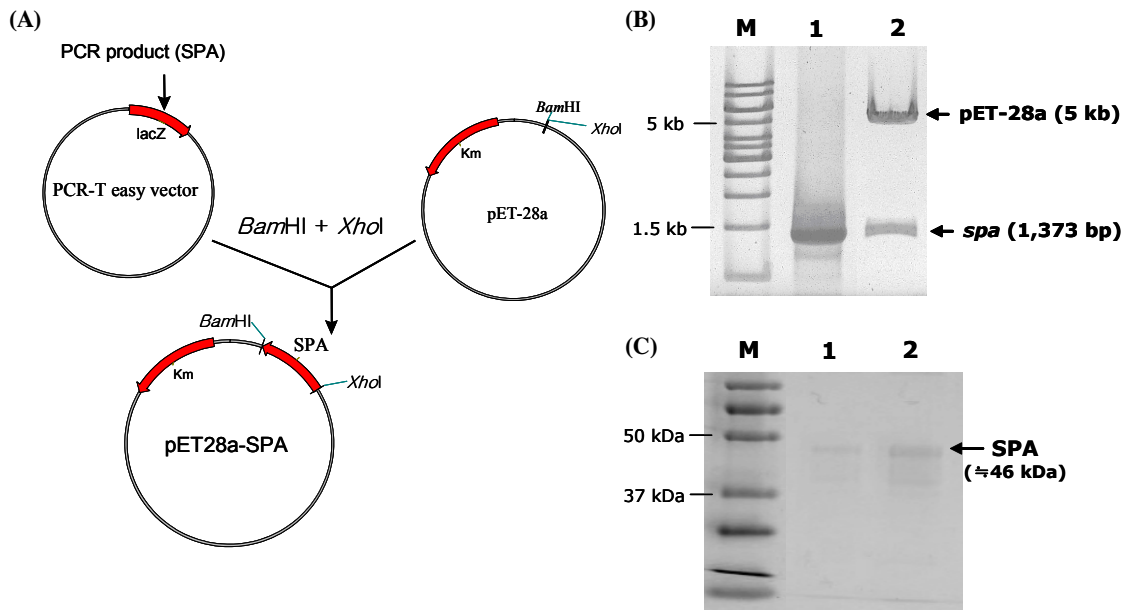 (A)
PCR product (SPA)
lacZ
PCR-T easy vector
BamHI
XhoI
Km
pET-28a
BamHI + XhoI
BamHI
SPA
XhoI
Km
pET28a-SPA
(B)
M 1 2
5 kb
pET-28a (5 kb)
1.5 kb
spa (1,373 bp)
(C)
M 1 2
50 kDa
SPA
(≒46 kDa)
37 kDa